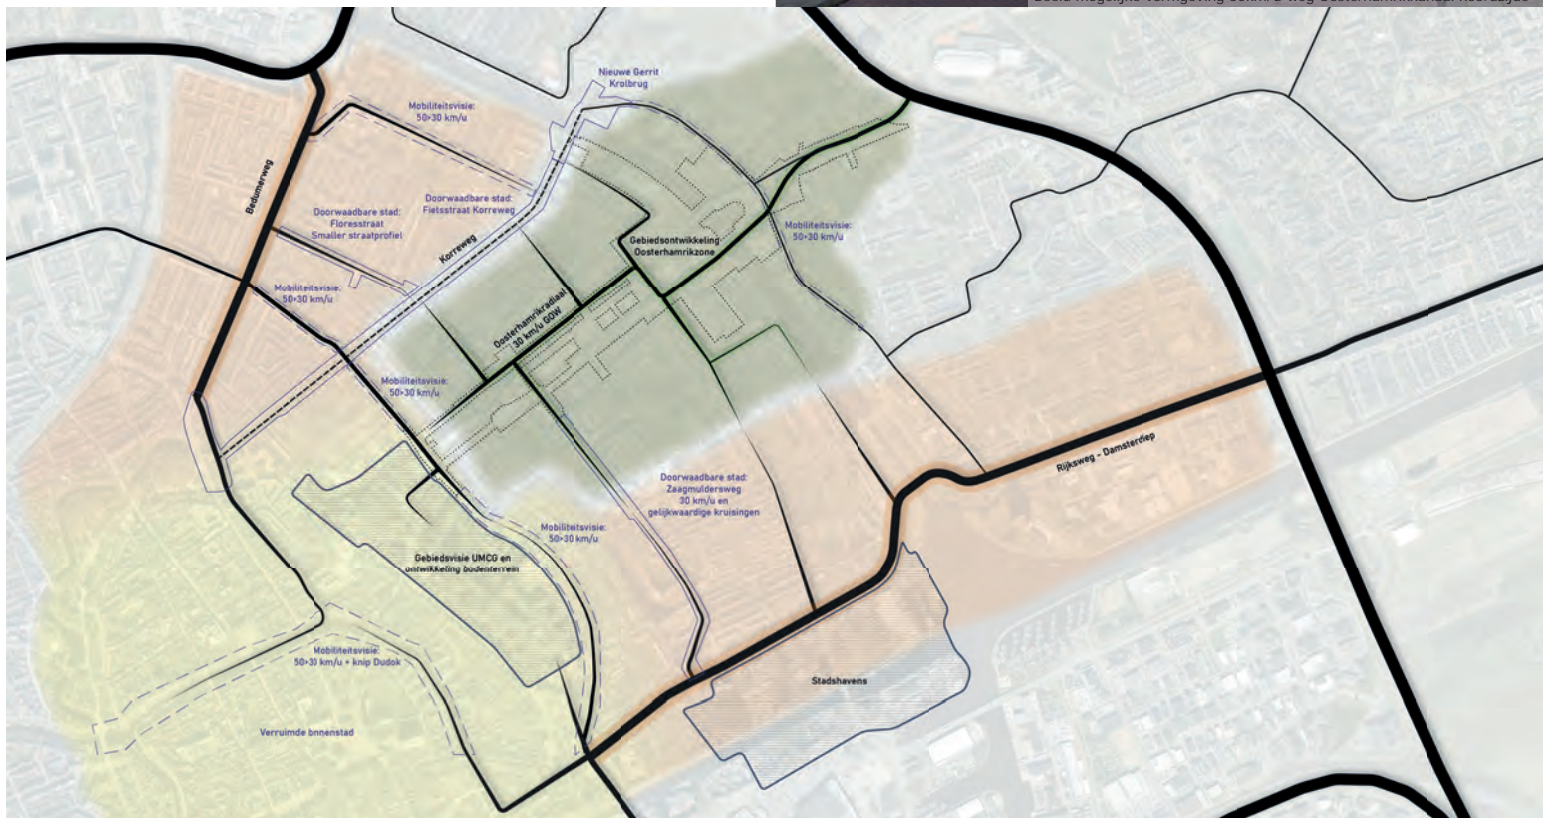 Nieuwe Gerrit
Krolbrug
Mobiliteitsvisie:
50>30 km/u
Bedumerweg
Doorwaadbare stad:
Fietsstraat Korreweg
Doorwaadbare stad:
Floresstraat
Smaller straatprofiel
Korreweg
Gebiedsontwikkeling
Oosterhamrikzone
Mobiliteitsvisie:
50>30 km/u
Mobiliteitsvisie:
50>30 km/u
Oosterhamrikradiaal
30 km/u GOW
Mobiliteitsvisie:
50>30 km/u
Rijksweg - Damsterdiep
Doorwaadbare stad:
Zaagmuldersweg
30 km/u en
gelijkwaardige kruisingen
Mobiliteitsvisie:
50>30 km/u
Gebiedsvisie UMCG en
ontwikkeling bodenterrein
Mobiliteitsvisie:
50>30 km/u + knip Dudok
Stadshavens
Verruimde bnnenstad